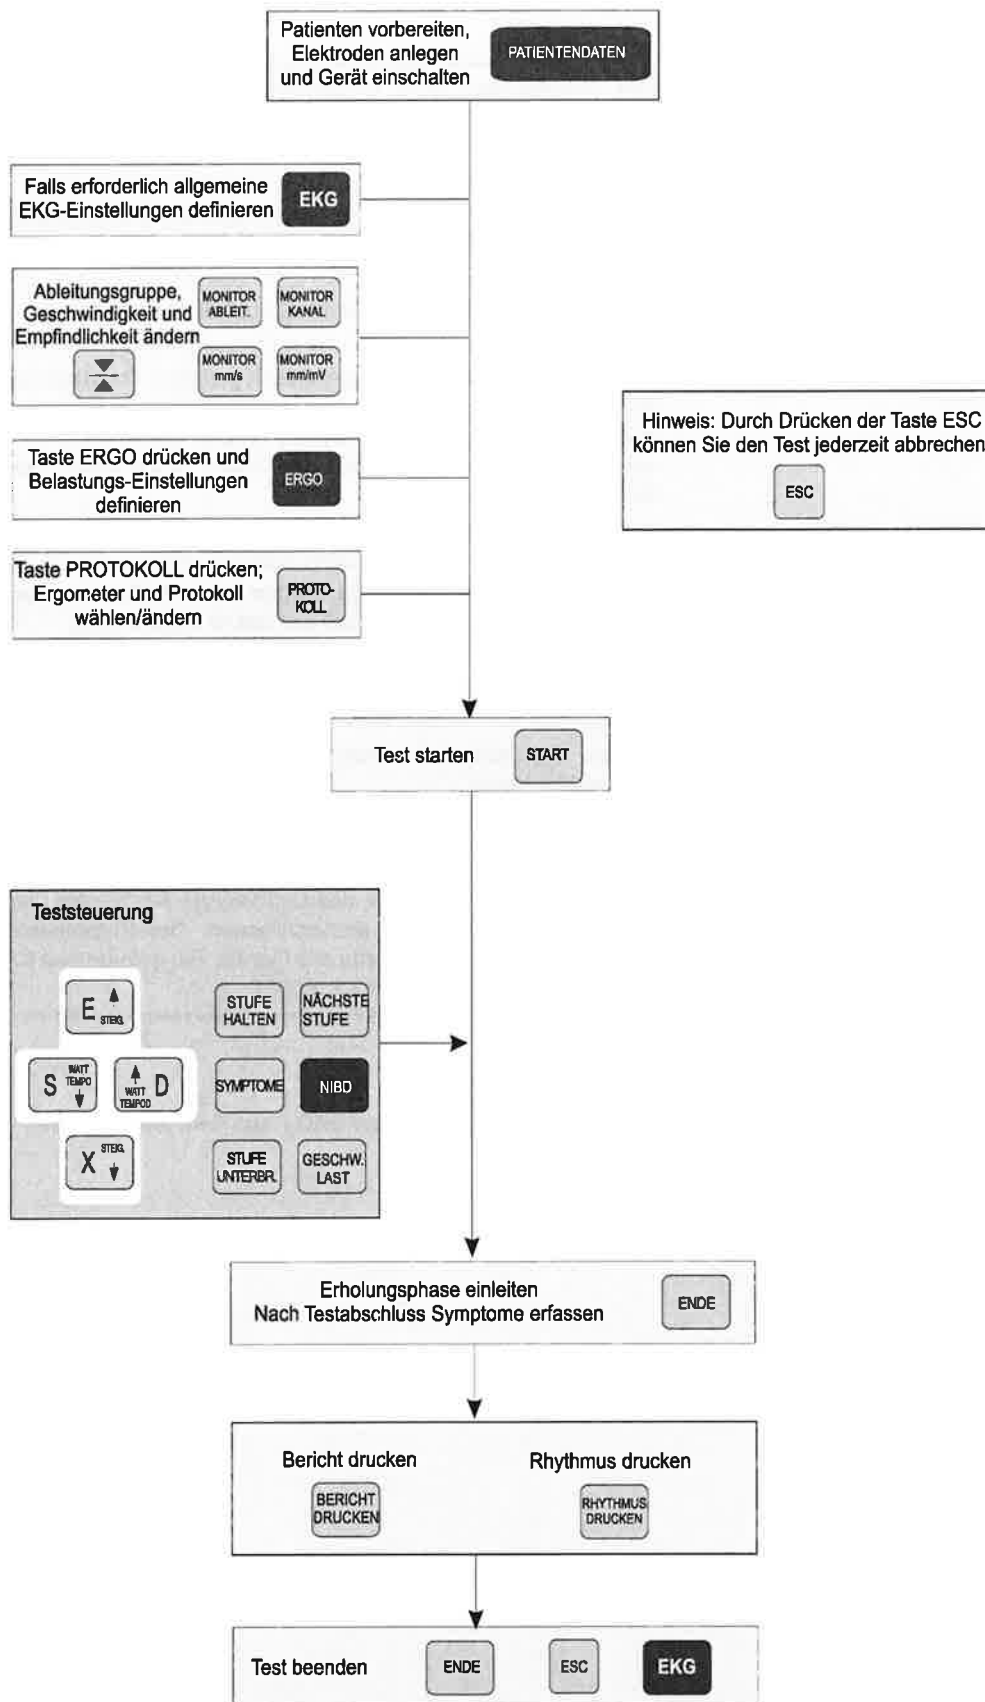 Patienten vorbereiten,
Elektroden anlegen
und Gerät einschalten
PATIENTENDATEN
Falls erforderlich allgemeine
EKG-Einstellungen definieren
EKG
Ableitungsgruppe,
Geschwindigkeit und
Empfindlichkeit ändern
MONITOR
ABLEIT.
MONITOR
KANAL
MONITOR
mm/s
MONITOR
mm/mV
Hinweis: Durch Drücken der Taste ESC
können Sie den Test jederzeit abbrechen
ESC
Taste ERGO drücken und
Belastungs-Einstellungen
definieren
ERGO
Taste PROTOKOLL drücken;
Ergometer und Protokoll
wählen/ändern
PROTO-
KOLL
Test starten
START
Teststeuerung
E STEIG.
S WATT
TEMPO
WATT D
TEMPOD
X STEIG.
STUFE
HALTEN
NÄCHSTE
STUFE
SYMPTOME
NIBD
STUFE
UNTERBR.
GESCHW.
LAST
Erholungsphase einleiten
Nach Testabschluss Symptome erfassen
ENDE
Bericht drucken
BERICHT
DRUCKEN
Rhythmus drucken
RHYTHMUS
DRUCKEN
Test beenden
ENDE
ESC
EKG